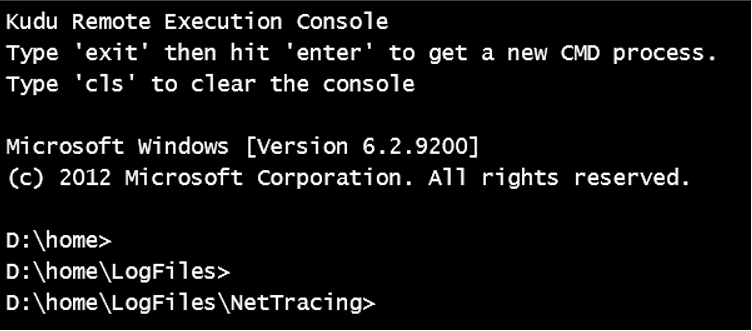 Kudu Remote Execution Console
Type 'exit' then hit 'enter' to get a new CMD process.
Type 'cls' to clear the console
Microsoft Windows [Version 6.2.9200]
(c) 2012 Microsoft Corporation. All rights reserved.
D:\home>
D:\home\LogFiles>
D:\home\LogFiles\NetTracing>